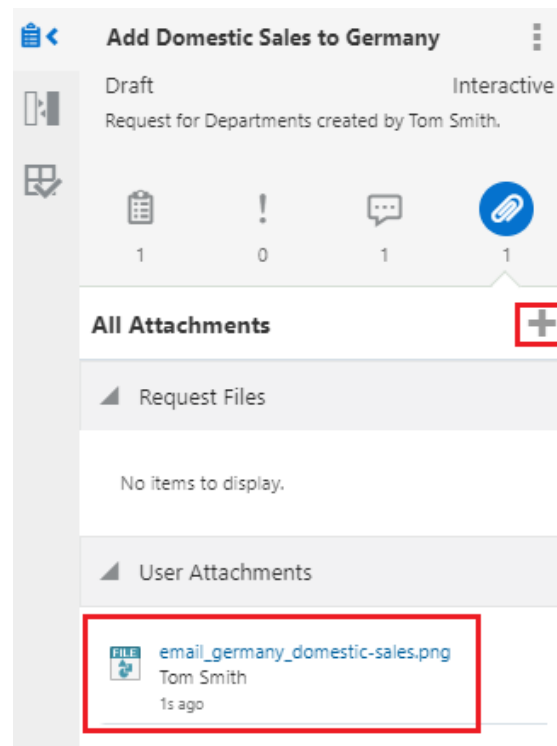 Add Domestic Sales to Germany
Draft Interactive
Request for Departments created by Tom Smith.
1 0 1 1
All Attachments
Request Files
No items to display.
User Attachments
FILE
email_germany_domestic-sales.png
Tom Smith
1s ago